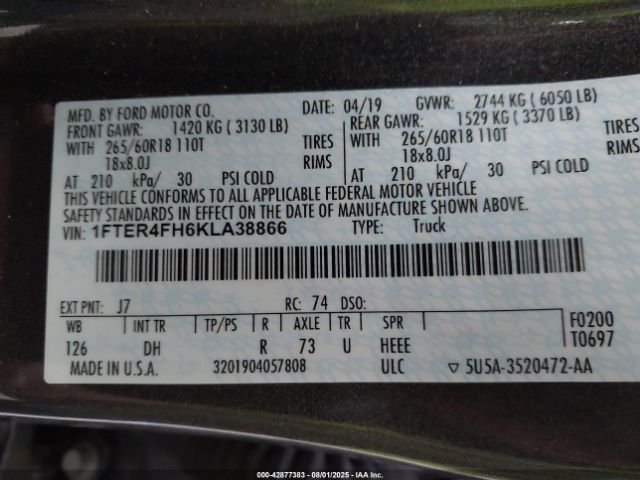 MFD. BY FORD MOTOR CO.
DATE: 04/19 GVWR: 2744 KG ( 6050 LB)
FRONT GAWR: 1420 KG ( 3130 LB) REAR GAWR: 1529 KG ( 3370 LB)
WITH 265/60R18 110T TIRES WITH 265/60R18 110T TIRES
18x8.0J RIMS 18x8.0J RIMS
AT 210 kPa/ 30 PSI COLD AT 210 kPa/ 30 PSI COLD
THIS VEHICLE CONFORMS TO ALL APPLICABLE FEDERAL MOTOR VEHICLE
SAFETY STANDARDS IN EFFECT ON THE DATE OF MANUFACTURE SHOWN ABOVE.
VIN: 1FTER4FH6KLA38866 TYPE: Truck
EXT PNT: J7 RC: 74 DSO:
WB INT TR TP/PS R AXLE TR SPR F0200
126 DH R 73 U HEEE T0697
MADE IN U.S.A. 3201904057808 ULC ▽ 5U5A-3520472-AA
000-42877383 - 08/01/2025 - IAAI, Inc.